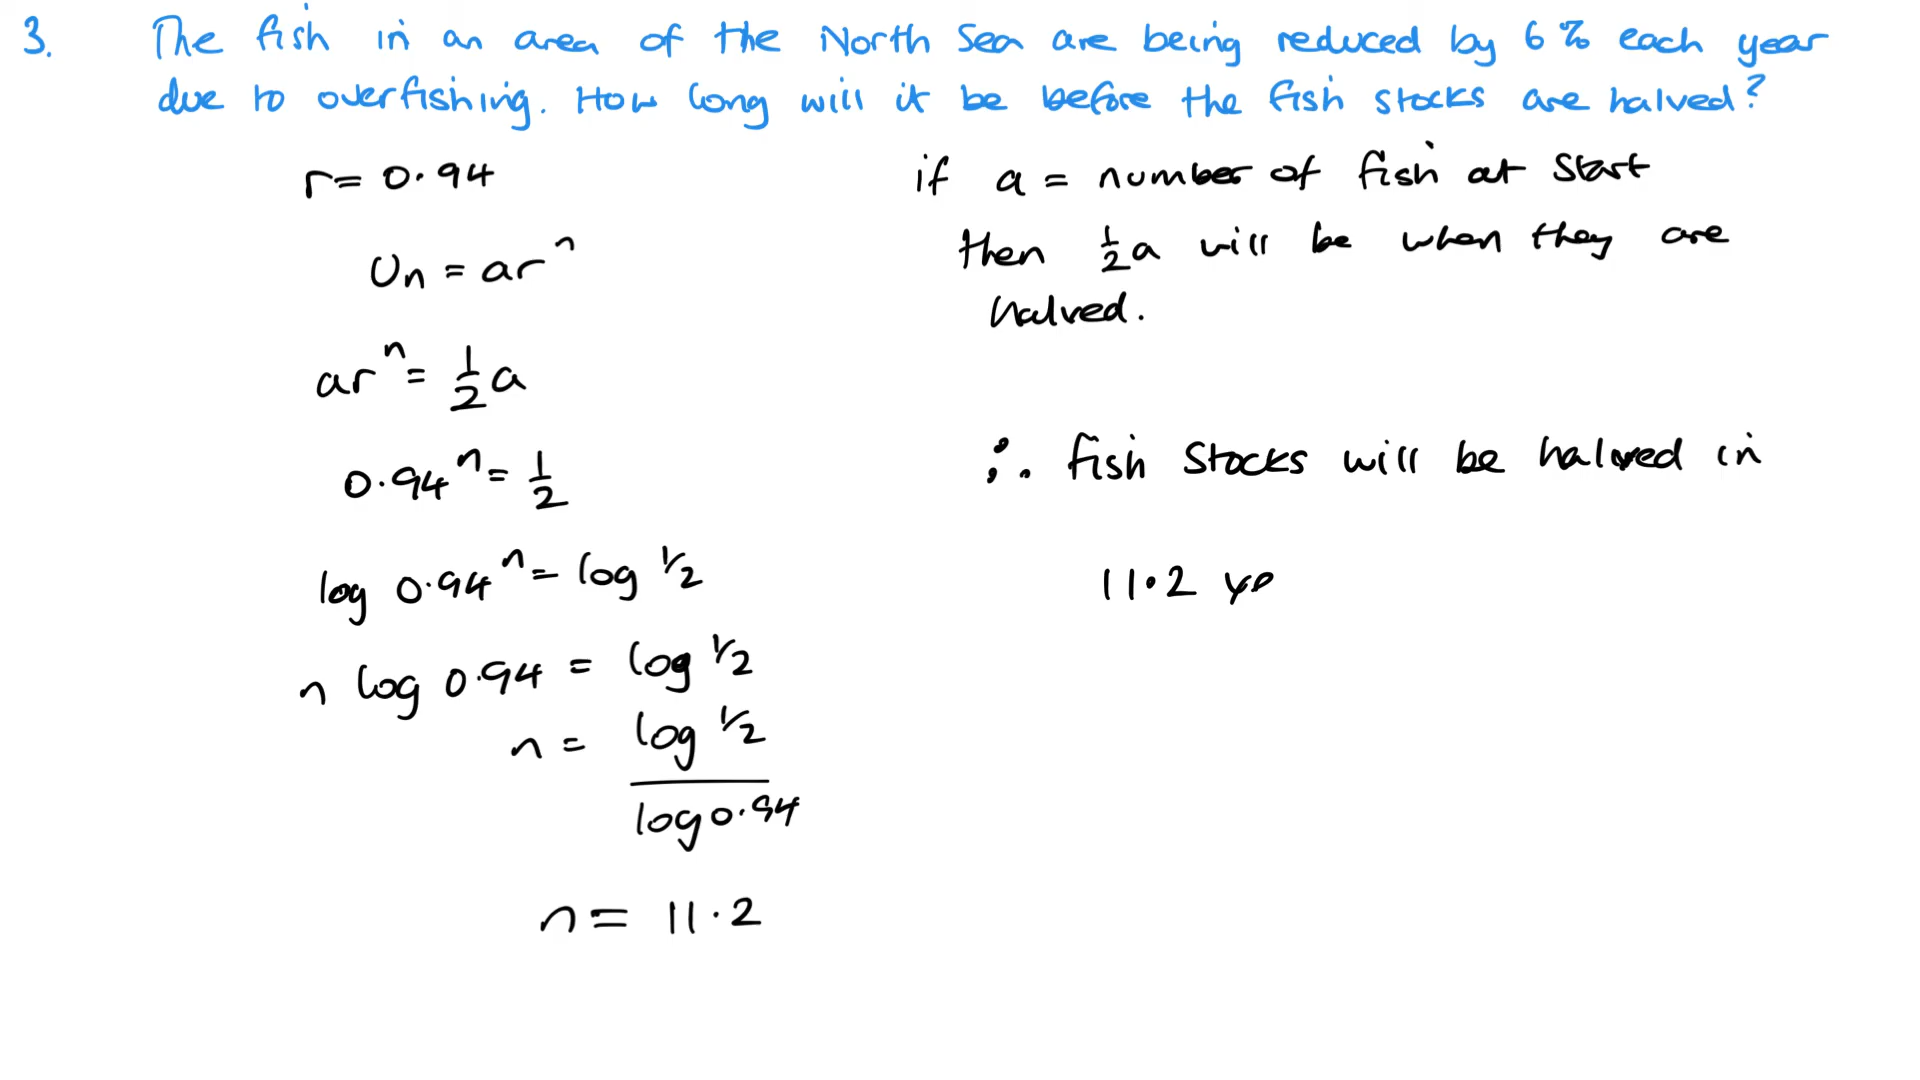 3. The fish in an area of the North Sea are being reduced by 6% each year
due to overfishing. How long will it be before the fish stocks are halved?
r = 0.94
Un = ar^n
ar^n = 1/2 a
0.94^n = 1/2
log 0.94^n = log 1/2
n log 0.94 = log 1/2
n = log 1/2
log 0.94
n = 11.2
if a = number of fish at start
then 1/2 a will be when they are
halved.
∴ fish stocks will be halved in
11.2 ye